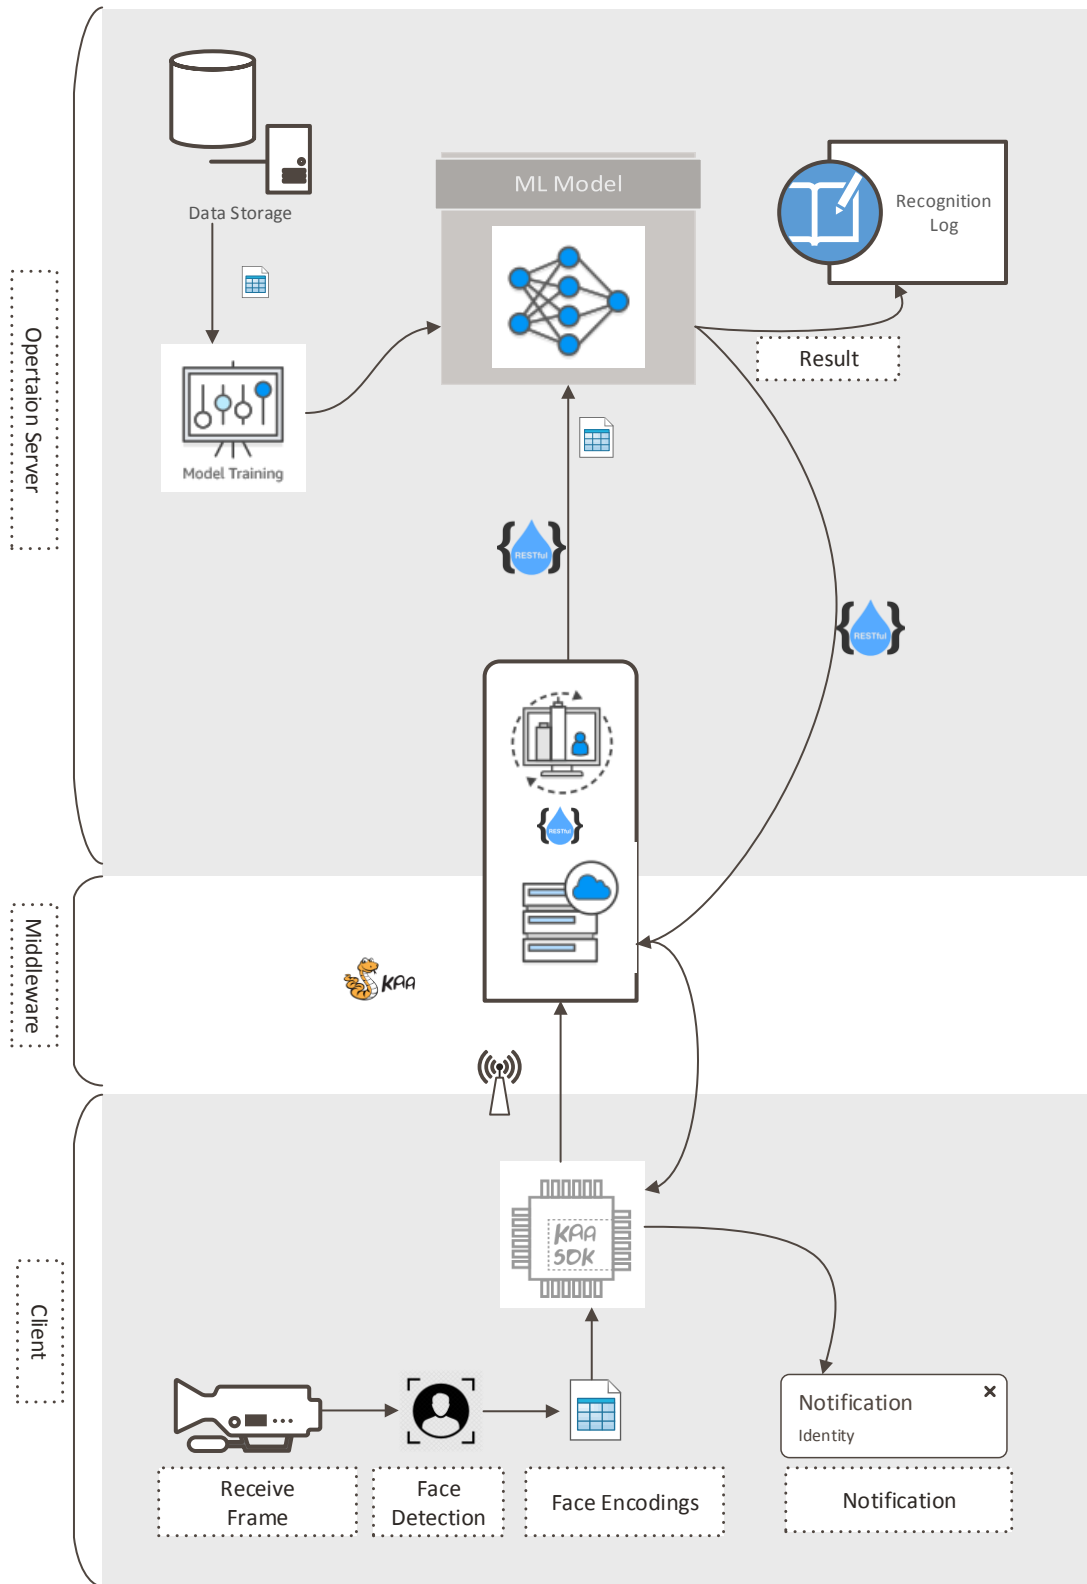 Data Storage
ML Model
Recognition
Log
Opertaion Server
Result
Model Training
{RESTful}
{RESTful}
{RESTful}
Middleware
KAA
KAA
SDK
Client
Notification
Identity
Receive
Frame
Face
Detection
Face Encodings
Notification